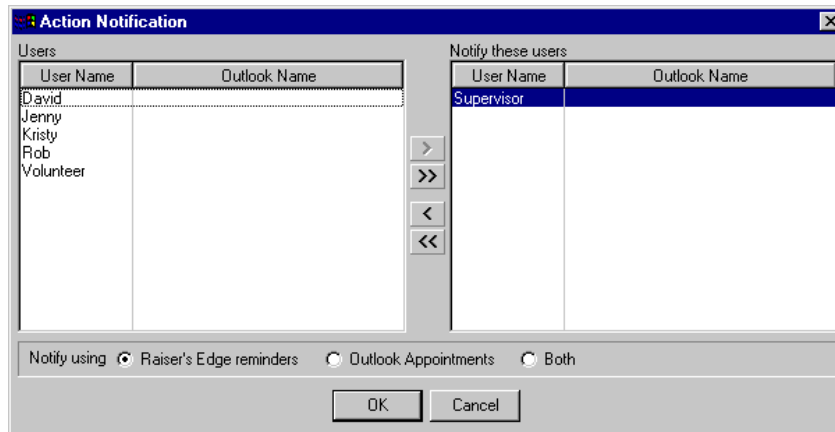 Action Notification
Users
User Name Outlook Name
David
Jenny
Kristy
Rob
Volunteer
>
>>
<
<<
Notify these users
User Name Outlook Name
Supervisor
Notify using Raiser's Edge reminders Outlook Appointments Both
OK Cancel